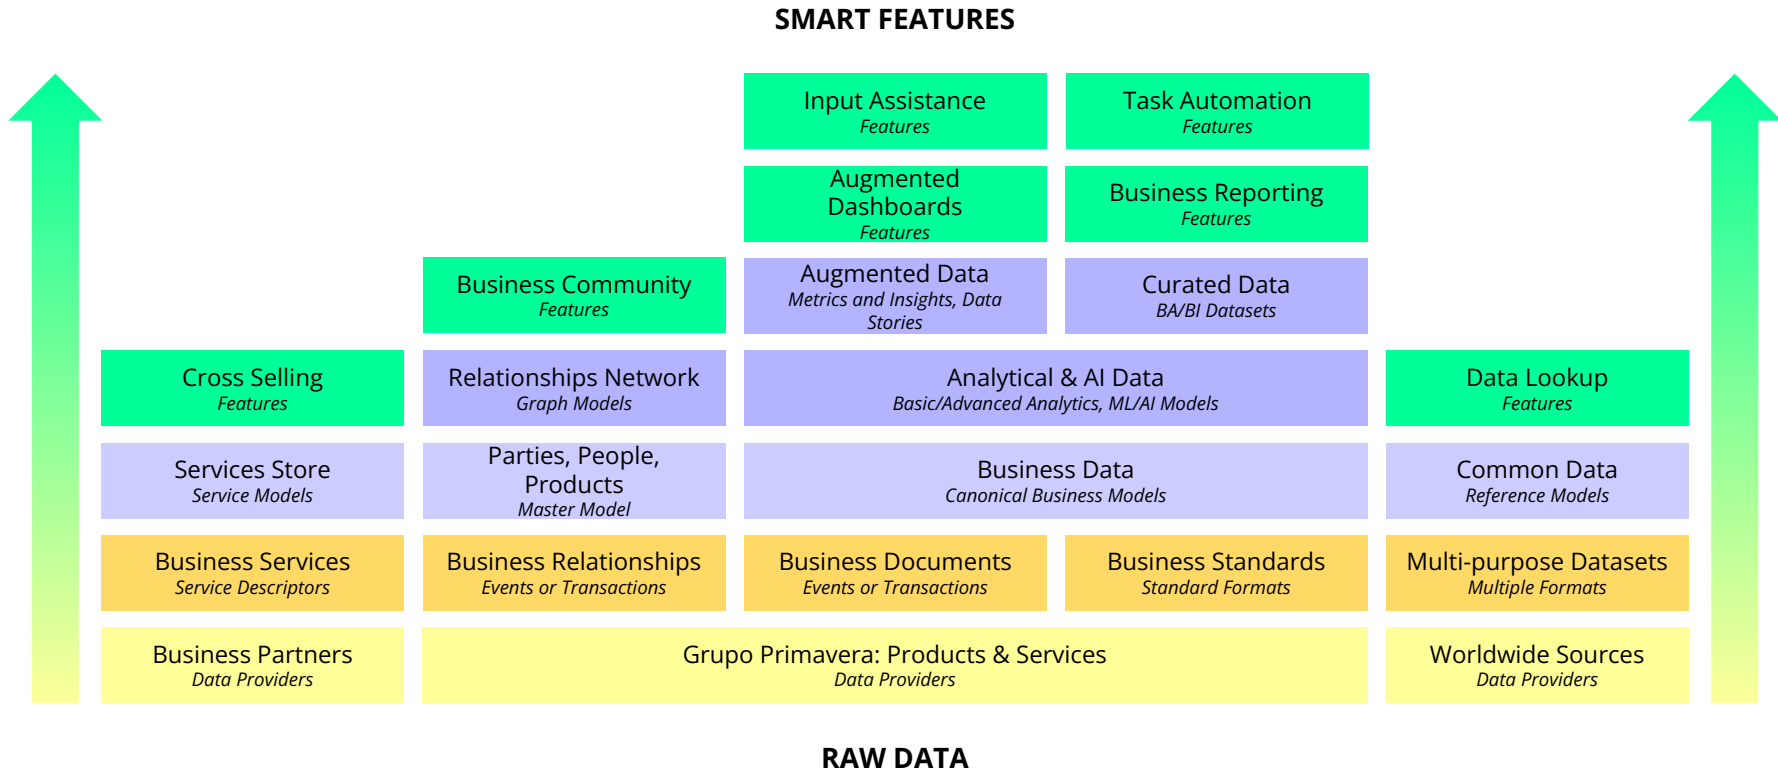 SMART FEATURES
Input Assistance
Features
Task Automation
Features
Augmented
Dashboards
Features
Business Reporting
Features
Business Community
Features
Augmented Data
Metrics and Insights, Data
Stories
Curated Data
BA/BI Datasets
Cross Selling
Features
Relationships Network
Graph Models
Analytical & AI Data
Basic/Advanced Analytics, ML/AI Models
Data Lookup
Features
Services Store
Service Models
Parties, People,
Products
Master Model
Business Data
Canonical Business Models
Common Data
Reference Models
Business Services
Service Descriptors
Business Relationships
Events or Transactions
Business Documents
Events or Transactions
Business Standards
Standard Formats
Multi-purpose Datasets
Multiple Formats
Business Partners
Data Providers
Grupo Primavera: Products & Services
Data Providers
Worldwide Sources
Data Providers
RAW DATA